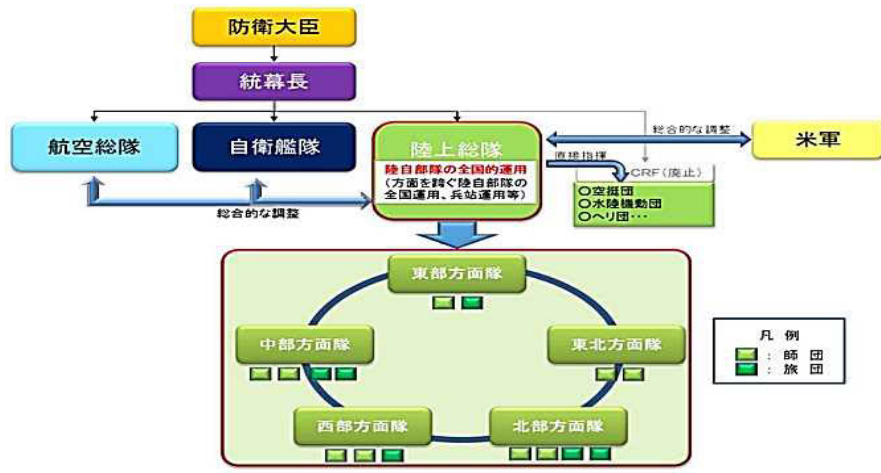 防衛大臣
統幕長
航空総隊
自衛艦隊
陸上総隊
陸自部隊の全国的運用
(方面を跨ぐ陸自部隊の
全国運用、兵站運用等)
総合的な調整
米軍
直接指揮
CRF(廃止)
〇空挺団
〇水陸機動団
〇ヘリ団…
総合的な調整
東部方面隊
中部方面隊
東北方面隊
西部方面隊
北部方面隊
凡例
:師団
:旅団